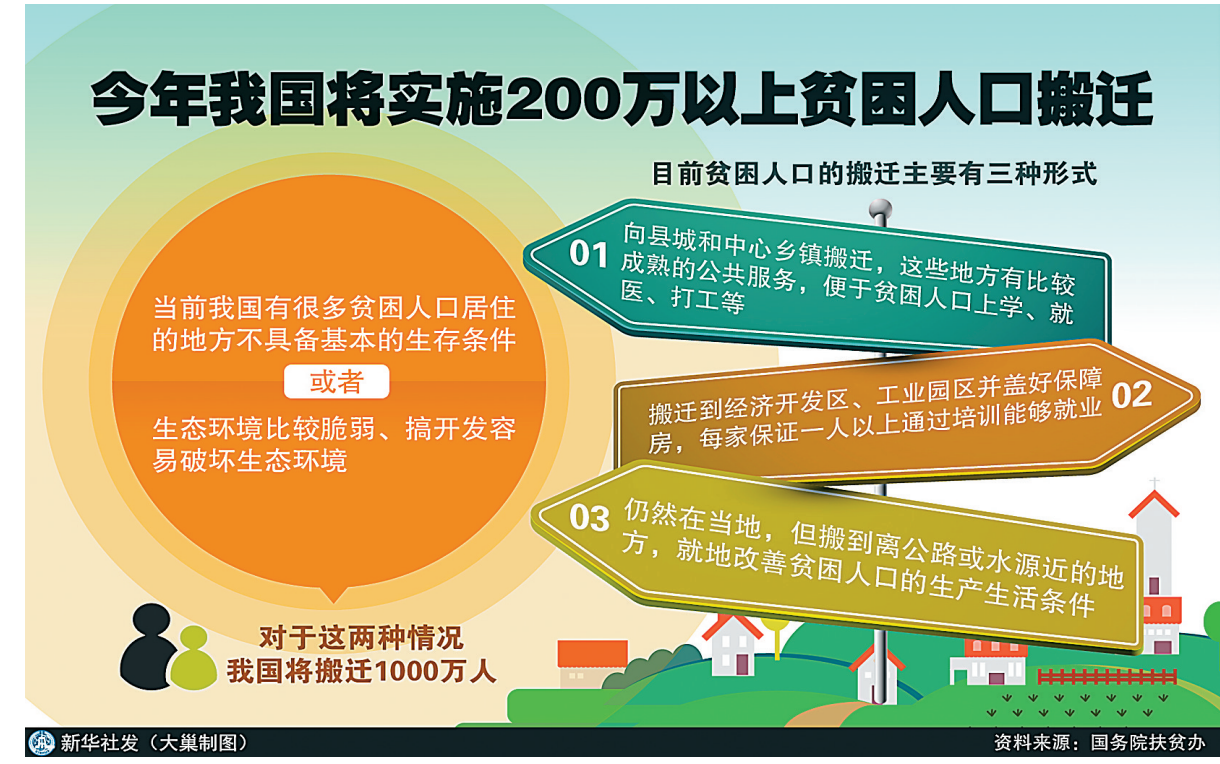 今年我国将实施200万以上贫困人口搬迁
当前我国有很多贫困人口居住
的地方不具备基本的生存条件
或者
生态环境比较脆弱、搞开发容
易破坏生态环境
对于这两种情况
我国将搬迁1000万人
目前贫困人口的搬迁主要有三种形式
01
向县城和中心乡镇搬迁，这些地方有比较
成熟的公共服务，便于贫困人口上学、就
医、打工等
搬迁到经济开发区、工业园区并盖好保障
房，每家保证一人以上通过培训能够就业
02
03
仍然在当地，但搬到离公路或水源近的地
方，就地改善贫困人口的生产生活条件
新华社发（大巢制图）
资料来源：国务院扶贫办